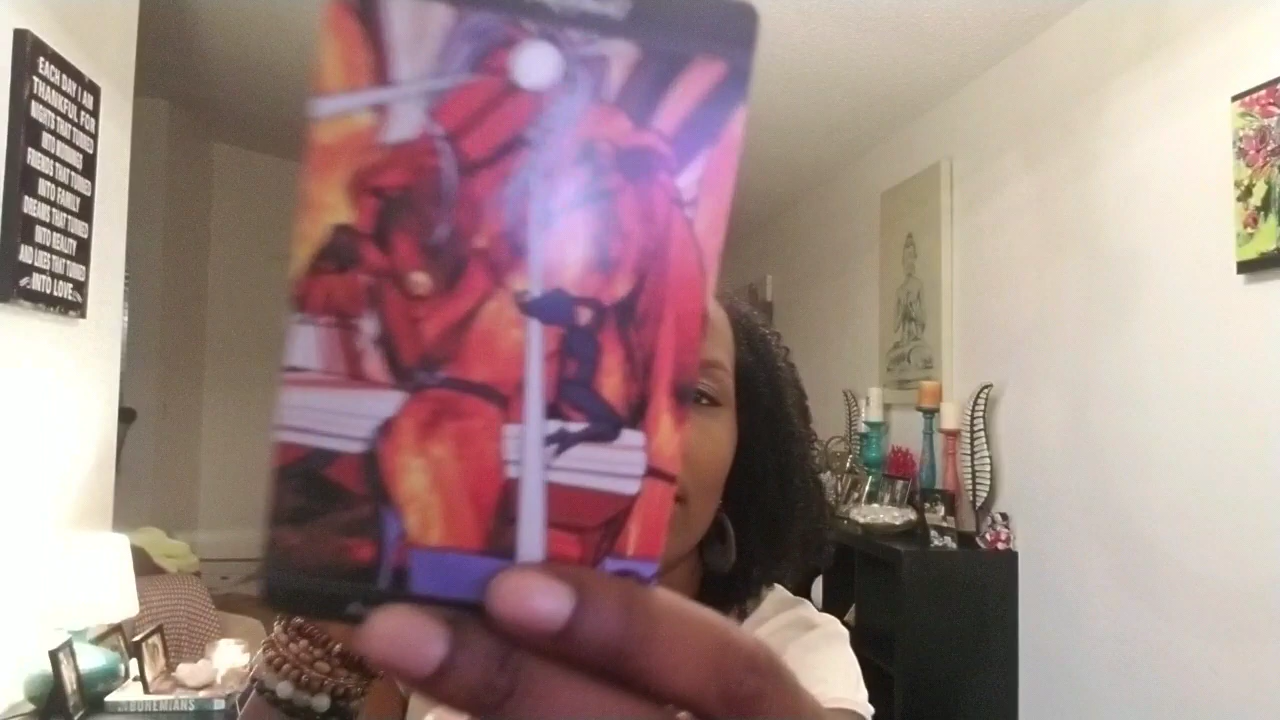 EACH DAY I AM
THANKFUL FOR
NIGHTS THAT TURNED
INTO MORNINGS
FRIENDS THAT TURNED
INTO FAMILY
DREAMS THAT TURNED
INTO REALITY
AND LIKES THAT TURNED
INTO LOVE
BOHEMIANS